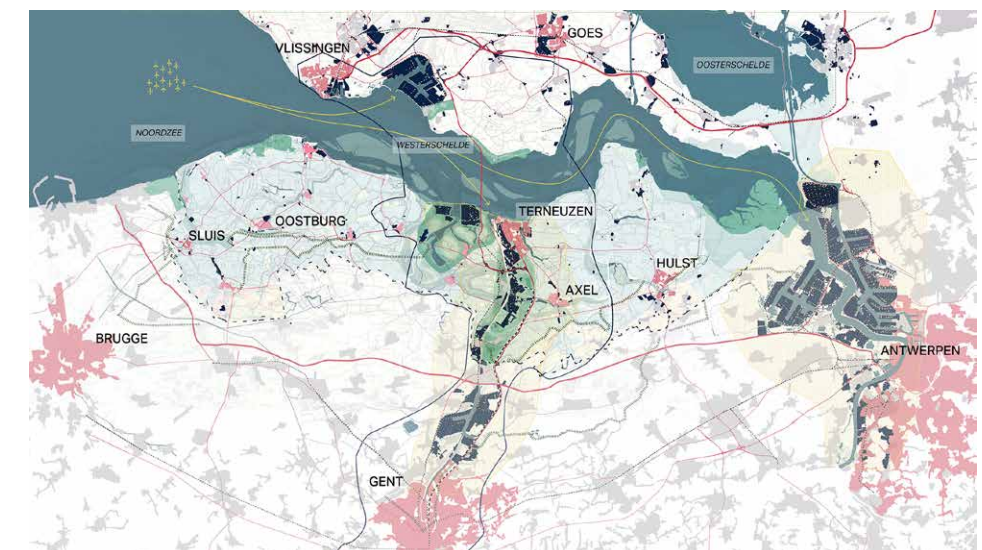 VLISSINGEN
GOES
OOSTERSCHELDE
NOORDZEE
WESTERSCHELDE
OOSTBURG
TERNEUZEN
SLUIS
HULST
AXEL
BRUGGE
ANTWERPEN
GENT